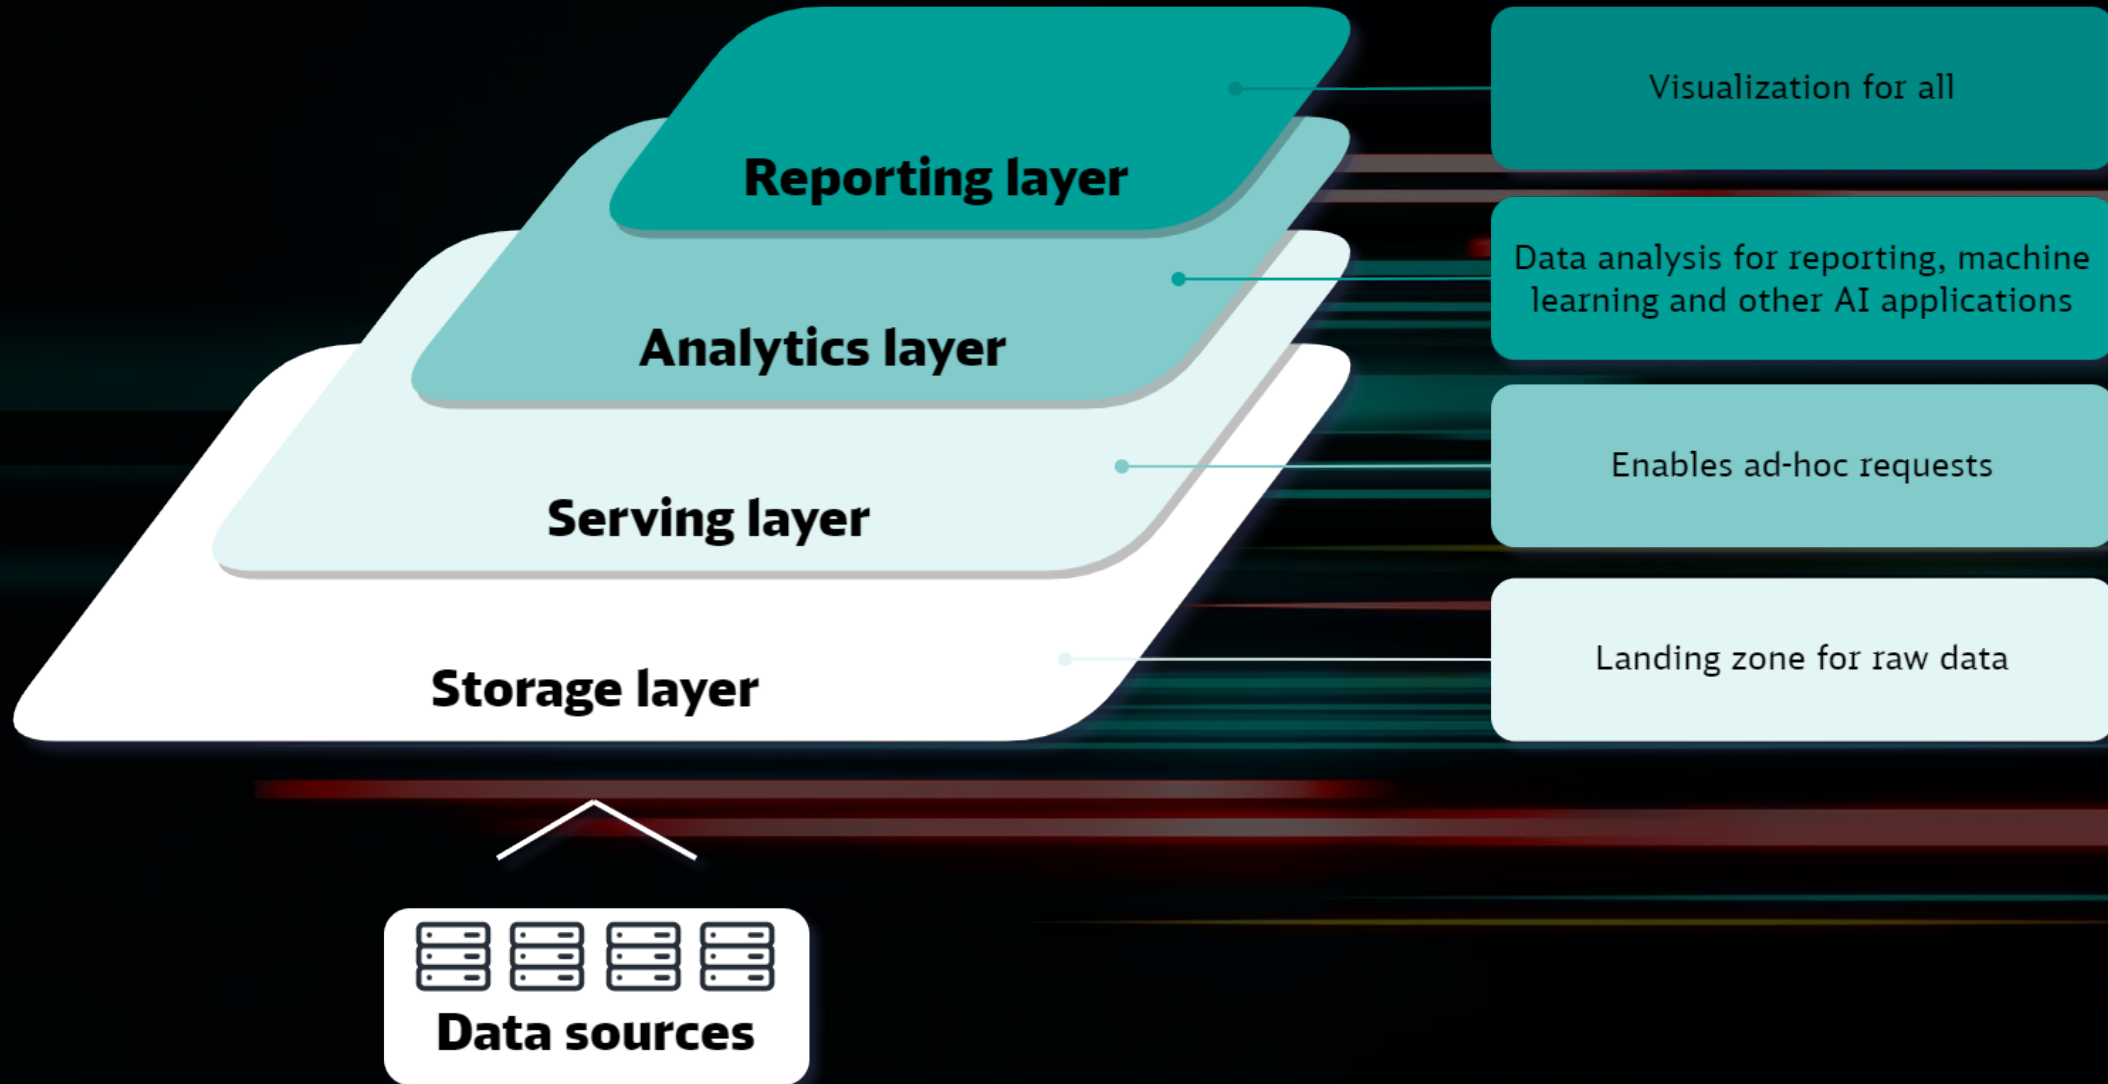 Reporting layer
Visualization for all
Analytics layer
Data analysis for reporting, machine
learning and other AI applications
Serving layer
Enables ad-hoc requests
Storage layer
Landing zone for raw data
Data sources